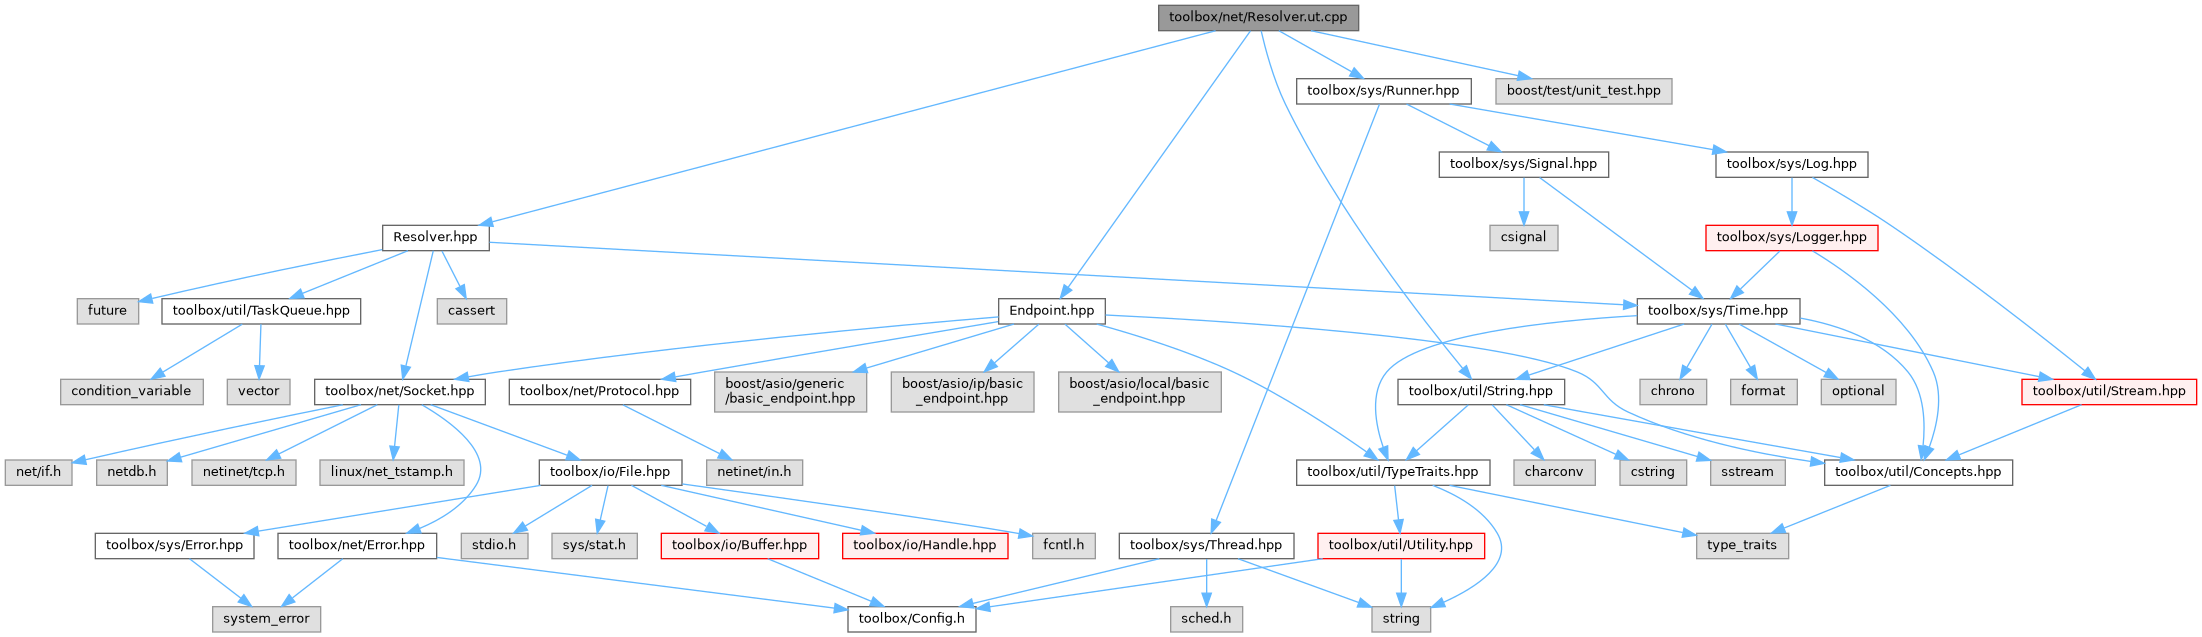 toolbox/net/Resolver.ut.cpp
toolbox/sys/Runner.hpp
boost/test/unit_test.hpp
toolbox/sys/Signal.hpp
toolbox/sys/Log.hpp
Resolver.hpp
csignal
toolbox/sys/Logger.hpp
future
toolbox/util/TaskQueue.hpp
cassert
Endpoint.hpp
toolbox/sys/Time.hpp
condition_variable
vector
toolbox/net/Socket.hpp
toolbox/net/Protocol.hpp
boost/asio/generic
/basic_endpoint.hpp
boost/asio/ip/basic
_endpoint.hpp
boost/asio/local/basic
_endpoint.hpp
toolbox/util/String.hpp
chrono
format
optional
toolbox/util/Stream.hpp
net/if.h
netdb.h
netinet/tcp.h
linux/net_tstamp.h
toolbox/io/File.hpp
netinet/in.h
toolbox/util/TypeTraits.hpp
charconv
cstring
sstream
toolbox/util/Concepts.hpp
toolbox/sys/Error.hpp
toolbox/net/Error.hpp
stdio.h
sys/stat.h
toolbox/io/Buffer.hpp
toolbox/io/Handle.hpp
fcntl.h
toolbox/sys/Thread.hpp
toolbox/util/Utility.hpp
type_traits
system_error
toolbox/Config.h
sched.h
string